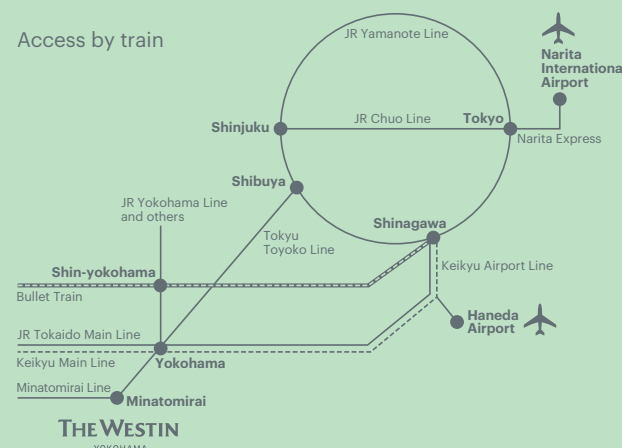 Access by train
JR Yamanote Line
Narita
Internationa
Airport
Shinjuku
JR Chuo Line
Tokyo
Narita Express
Shibuya
JR Yokohama Line
and others
Shinagawa
Tokyu
Toyoko Line
Keikyu Airport Line
Shin-yokohama
Bullet Train
Haneda
Airport
JR Tokaido Main Line
Keikyu Main Line
Yokohama
Minatomirai Line
Minatomirai
THE WESTIN
YOKOHAMA